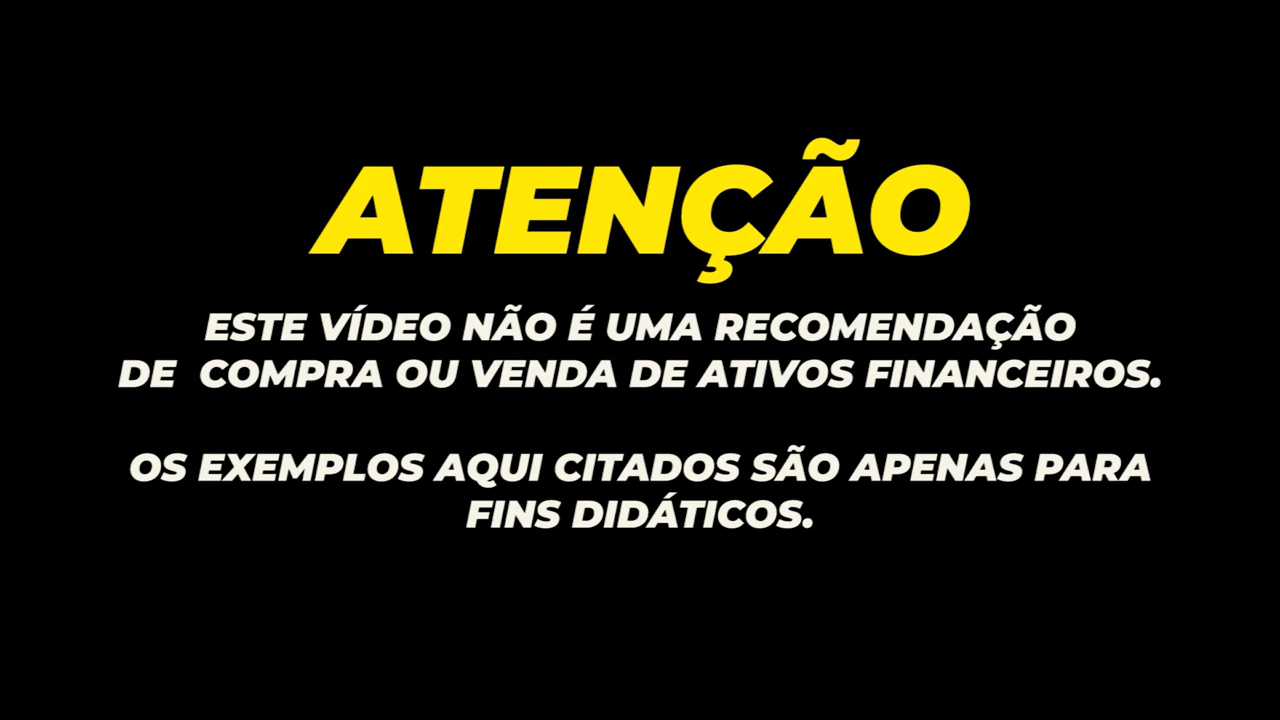 ATENÇÃO
ESTE VÍDEO NÃO É UMA RECOMENDAÇÃO
DE COMPRA OU VENDA DE ATIVOS FINANCEIROS.
OS EXEMPLOS AQUI CITADOS SÃO APENAS PARA
FINS DIDÁTICOS.